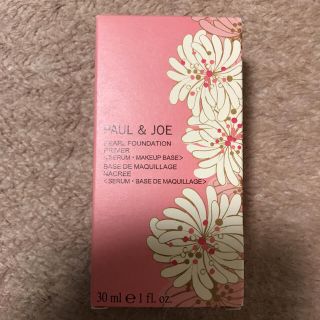 PAUL & JOE
PEARL FOUNDATION
PRIMER
<SERUM・MAKEUP BASE>
BASE DE MAQUILLAGE
NACRÉE
<SERUM・BASE DE MAQUILLAGE>
30 ml ℮ 1 fl. oz.